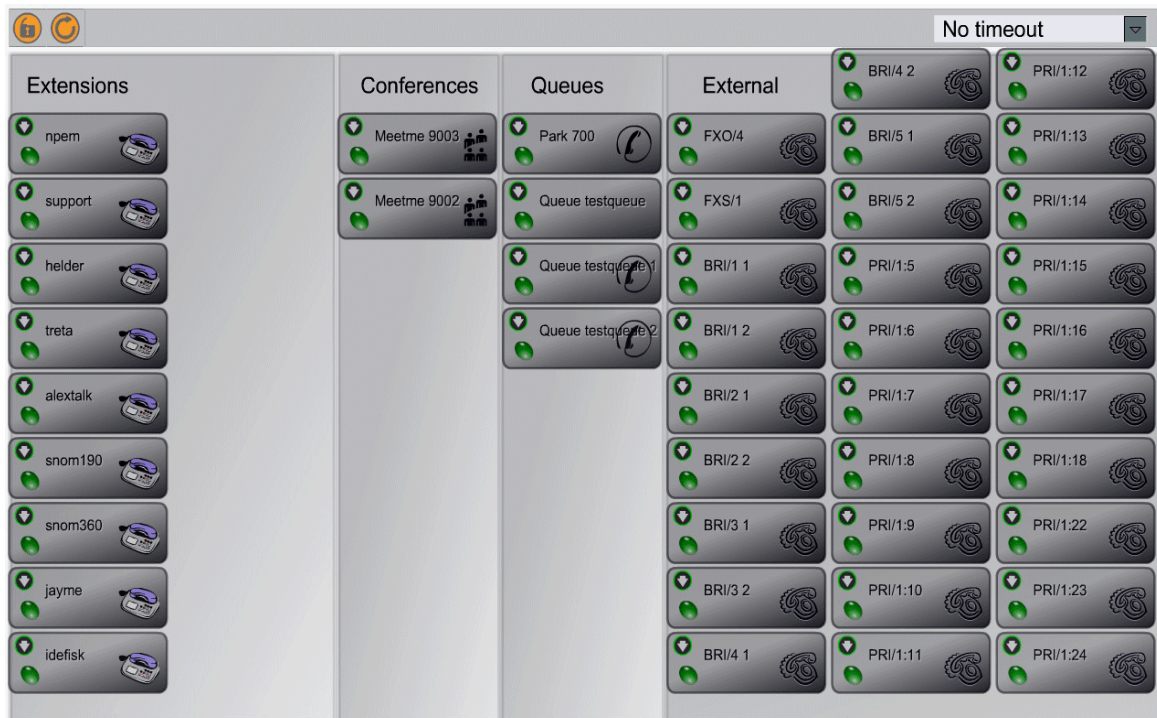 No timeout
Extensions
npem
support
helder
treta
alextalk
snom190
snom360
jayme
idefisk
Conferences
Meetme 9003
Meetme 9002
Queues
Park 700
Queue testqueue
Queue testqueue 1
Queue testqueue 2
External
FXO/4
FXS/1
BRI/1 1
BRI/1 2
BRI/2 1
BRI/2 2
BRI/3 1
BRI/3 2
BRI/4 1
BRI/4 2
BRI/5 1
BRI/5 2
PRI/1:5
PRI/1:6
PRI/1:7
PRI/1:8
PRI/1:9
PRI/1:10
PRI/1:11
PRI/1:12
PRI/1:13
PRI/1:14
PRI/1:15
PRI/1:16
PRI/1:17
PRI/1:18
PRI/1:22
PRI/1:23
PRI/1:24